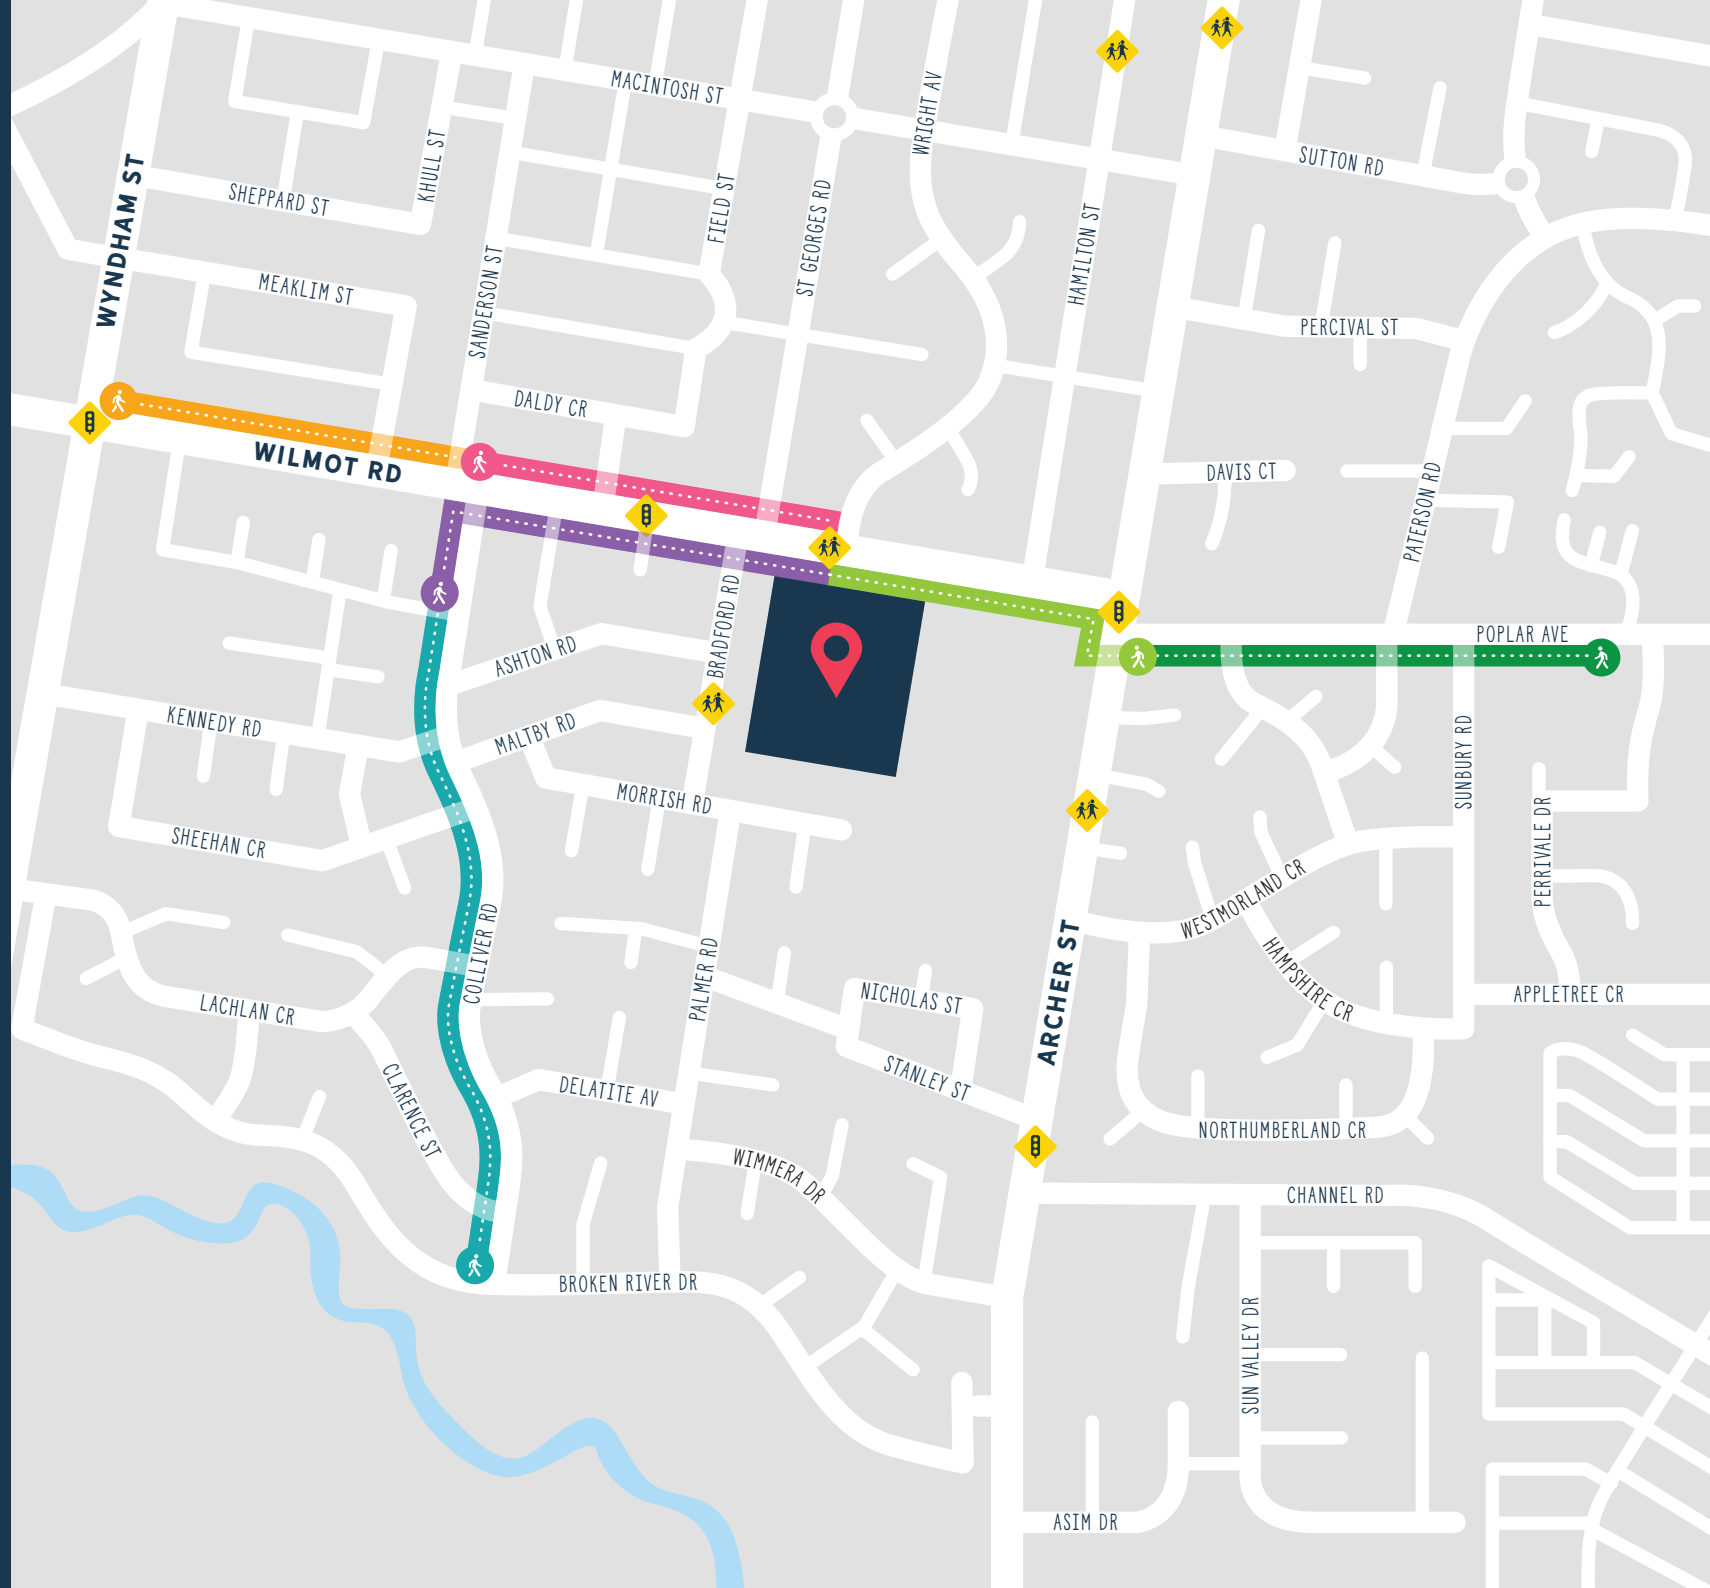 MACINTOSH ST
WRIGHT AV
SUTTON RD
KHULL ST
WYNDHAM ST
SHEPPARD ST
FIELD ST
ST GEORGES RD
HAMILTON ST
MEAKLIM ST
SANDERSON ST
PERCIVAL ST
DALDY CR
WILMOT RD
DAVIS CT
PATERSON RD
POPLAR AVE
BRADFORD RD
ASHTON RD
KENNEDY RD
MALTBY RD
SUNBURY RD
MORRISH RD
PERRIVALE DR
SHEEHAN CR
WESTMORLAND CR
COLLIVER RD
PALMER RD
ARCHER ST
HAMPSHIRE CR
NICHOLAS ST
APPLETREE CR
LACHLAN CR
STANLEY ST
CLARENCE ST
DELATITE AV
NORTHUMBERLAND CR
WIMMERA DR
CHANNEL RD
BROKEN RIVER DR
SUN VALLEY DR
ASIM DR